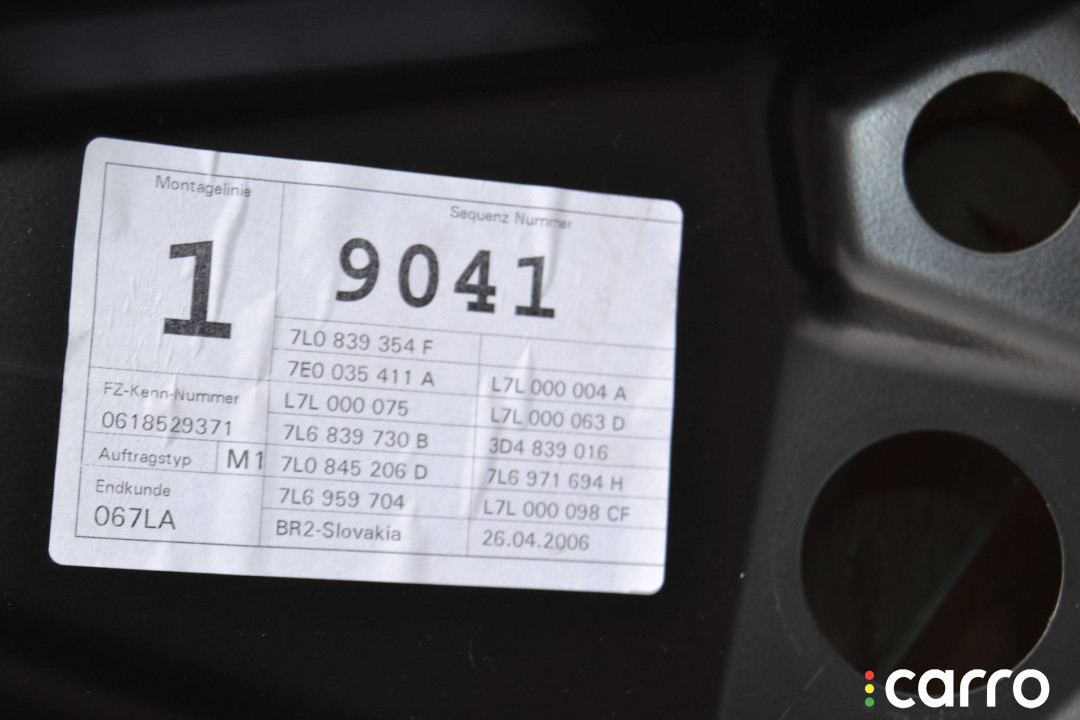 Montagelinie
1
Sequenz Nummer
9041
7L0 839 354 F
7E0 035 411 A
L7L 000 004 A
FZ-Kenn-Nummer
L7L 000 075
L7L 000 063 D
0618529371
7L6 839 730 B
3D4 839 016
Auftragstyp M1
7L0 845 206 D
7L6 971 694 H
Endkunde
7L6 959 704
L7L 000 098 CF
067LA
BR2-Slovakia
26.04.2006
carro